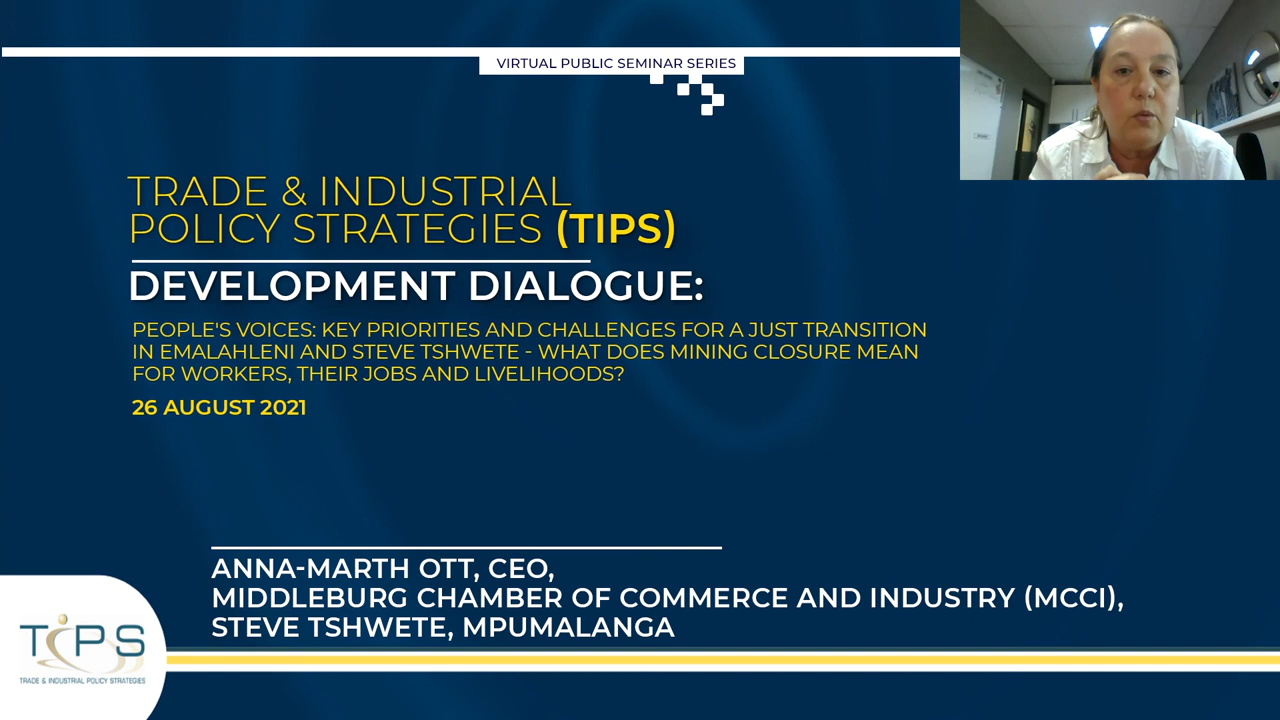 VIRTUAL PUBLIC SEMINAR SERIES
TRADE & INDUSTRIAL
POLICY STRATEGIES (TIPS)
DEVELOPMENT DIALOGUE:
PEOPLE'S VOICES: KEY PRIORITIES AND CHALLENGES FOR A JUST TRANSITION
IN EMALAHLENI AND STEVE TSHWETE - WHAT DOES MINING CLOSURE MEAN
FOR WORKERS, THEIR JOBS AND LIVELIHOODS?
26 AUGUST 2021
ANNA-MARTH OTT, CEO,
MIDDLEBURG CHAMBER OF COMMERCE AND INDUSTRY (MCCI),
STEVE TSHWETE, MPUMALANGA
TIPS
TRADE & INDUSTRIAL POLICY STRATEGIES